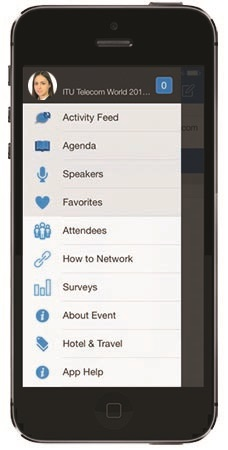 ITU Telecom World 201... 0
Activity Feed
Agenda
Speakers
Favorites
com
Attendees
How to Network
Surveys
About Event
Hotel & Travel
App Help